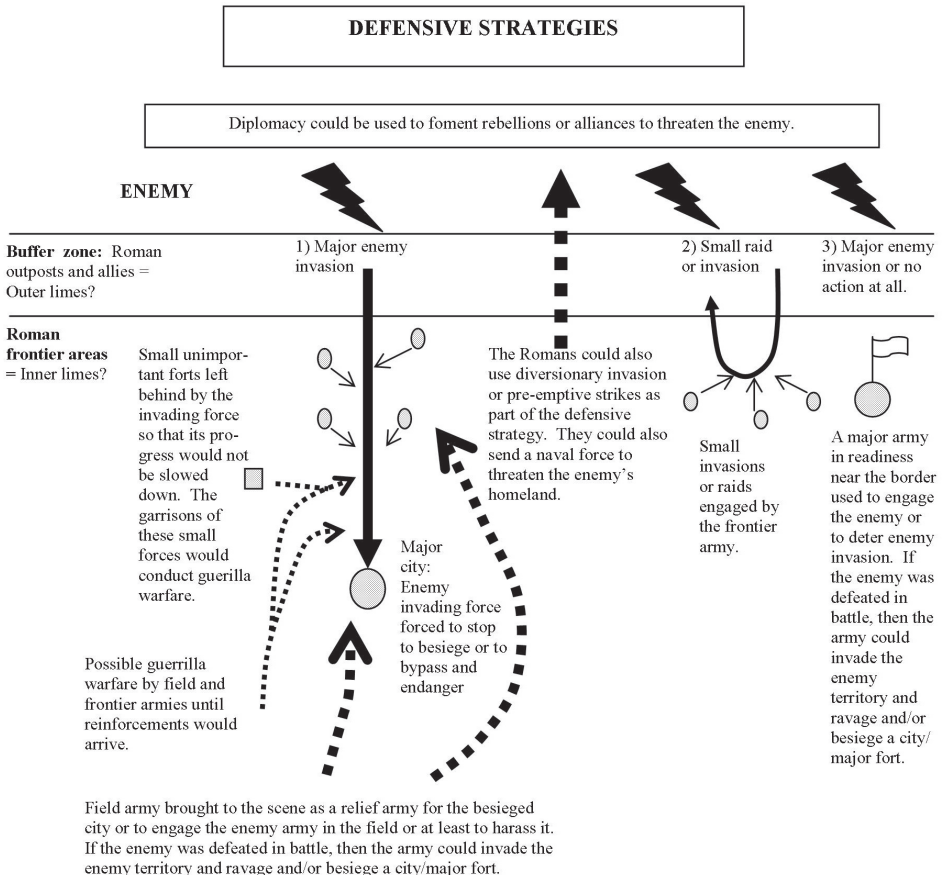 DEFENSIVE STRATEGIES
Diplomacy could be used to foment rebellions or alliances to threaten the enemy.
ENEMY
Buffer zone: Roman
outposts and allies =
Outer limes?
1) Major enemy
invasion
2) Small raid
or invasion
3) Major enemy
invasion or no
action at all.
Roman
frontier areas
= Inner limes?
Small unimpor-
tant forts left
behind by the
invading force
so that its pro-
gress would not
be slowed
down. The
garrisons of
these small
forces would
conduct guerilla
warfare.
The Romans could also
use diversionary invasion
or pre-emptive strikes as
part of the defensive
strategy. They could also
send a naval force to
threaten the enemy's
homeland.
Small
invasions
or raids
engaged by
the frontier
army.
A major army
in readiness
near the border
used to engage
the enemy or
to deter enemy
invasion. If
the enemy was
defeated in
battle, then the
army could
invade the
enemy
territory and
ravage and/or
besiege a city/
major fort.
Major
city:
Enemy
invading force
forced to stop
to besiege or to
bypass and
endanger
Possible guerrilla
warfare by field and
frontier armies until
reinforcements would
arrive.
Field army brought to the scene as a relief army for the besieged
city or to engage the enemy army in the field or at least to harass it.
If the enemy was defeated in battle, then the army could invade the
enemy territory and ravage and/or besiege a city/major fort.